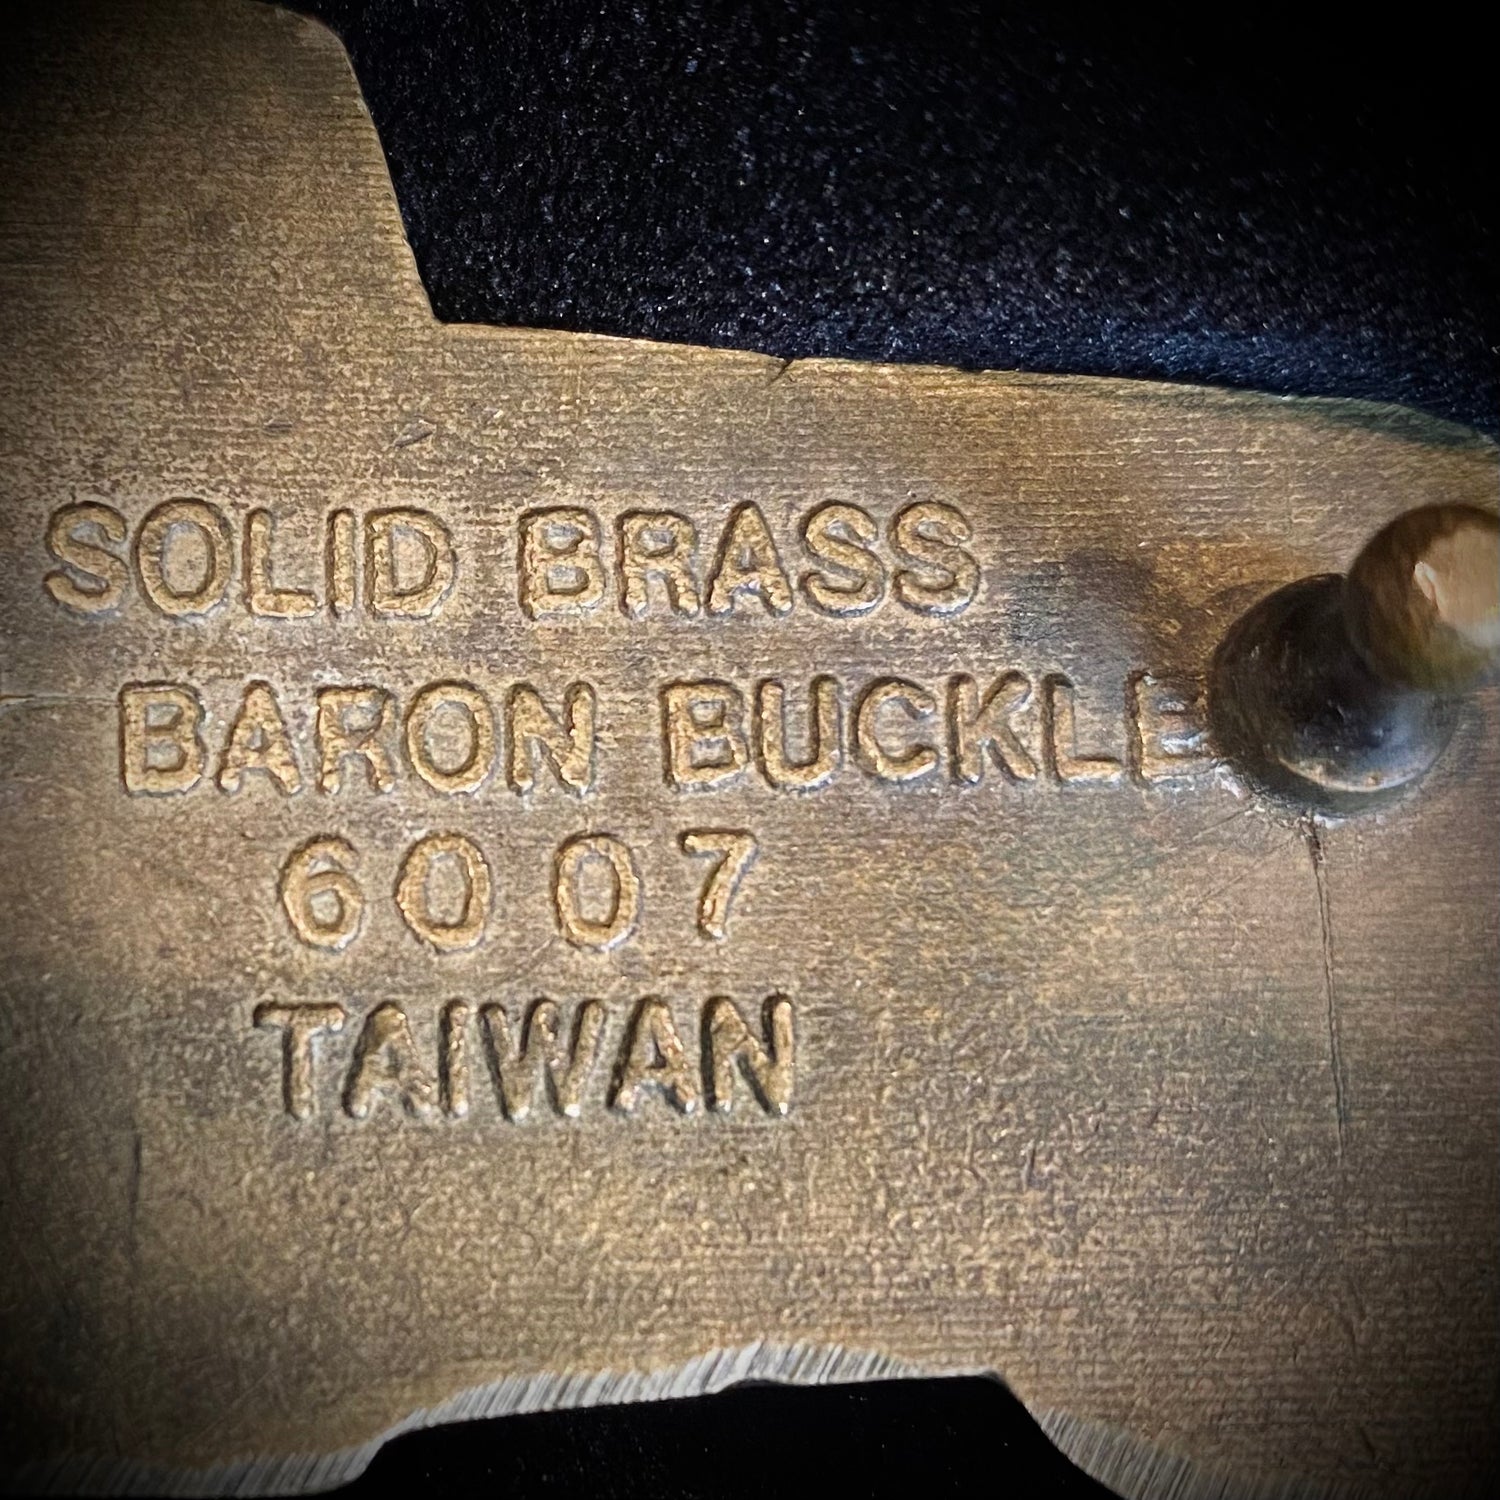 SOLID BRASS
BARON BUCKLE
6007
TAIWAN